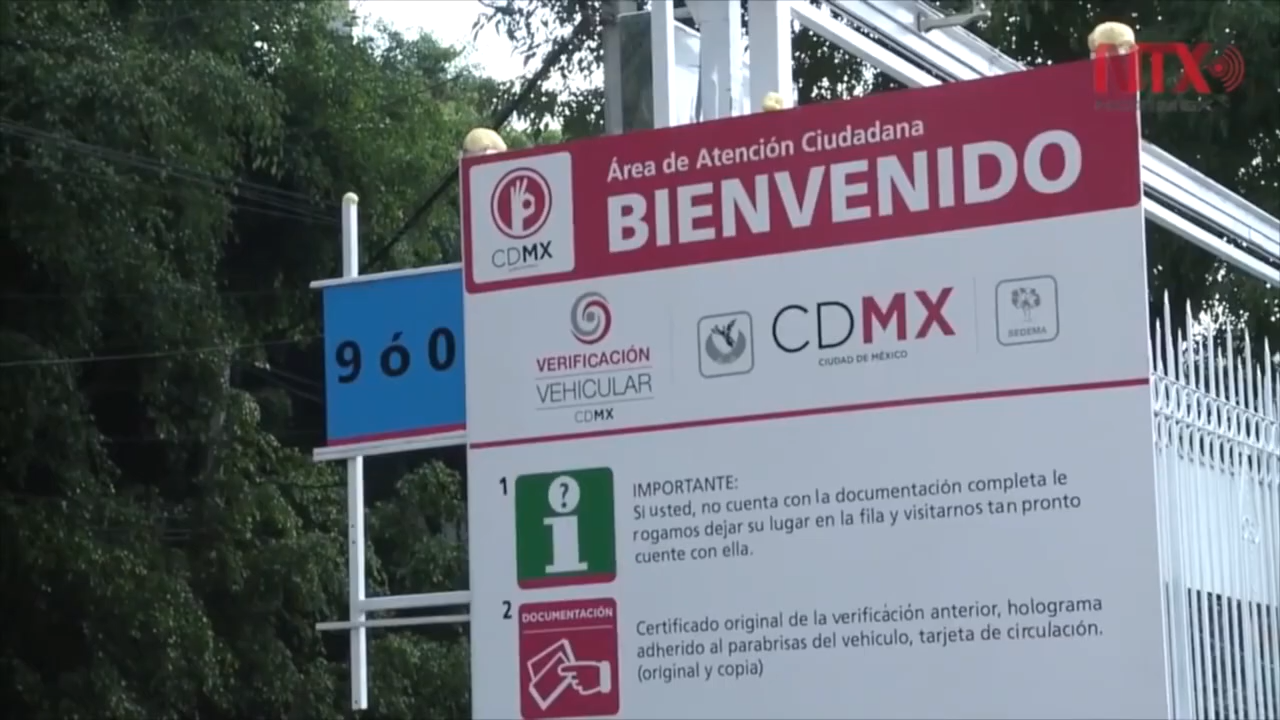 NTX
Área de Atención Ciudadana
BIENVENIDO
CDMX
9 ó 0
VERIFICACIÓN
VEHICULAR
CDMX
CDMX
CIUDAD DE MÉXICO
SEDEMA
1
IMPORTANTE:
Si usted, no cuenta con la documentación completa le
rogamos dejar su lugar en la fila y visitarnos tan pronto
cuente con ella.
2
DOCUMENTACIÓN
Certificado original de la verificación anterior, holograma
adherido al parabrisas del vehículo, tarjeta de circulación.
(original y copia)